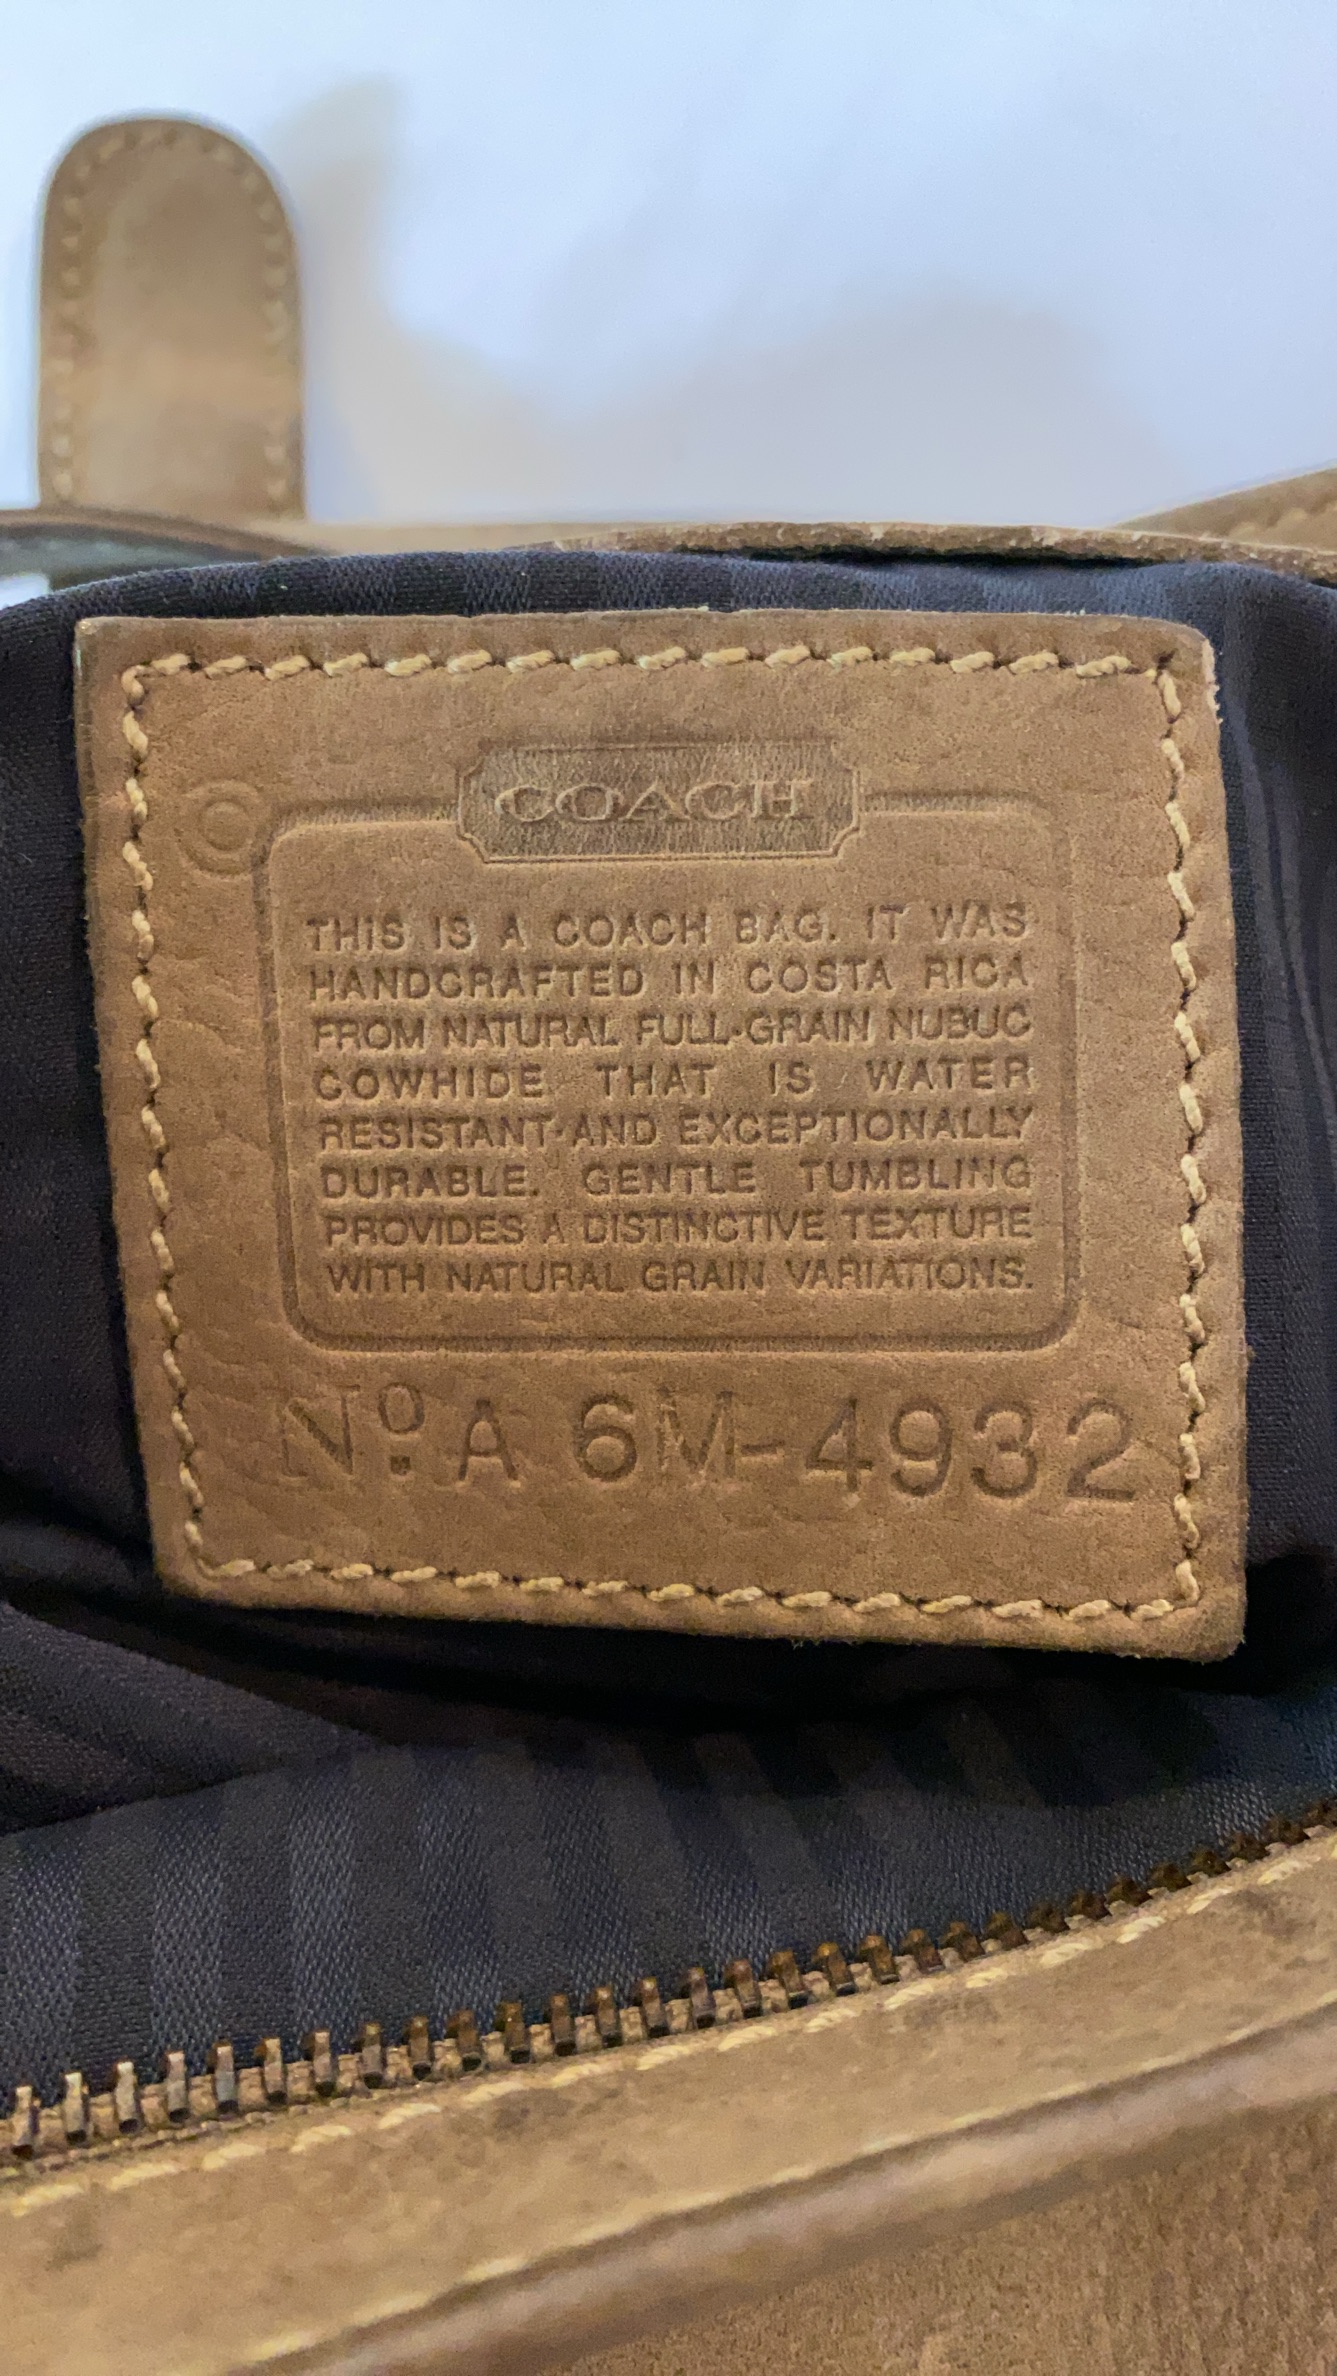 COACH
THIS IS A COACH BAG. IT WAS
HANDCRAFTED IN COSTA RICA
FROM NATURAL FULL-GRAIN NUBUC
COWHIDE THAT IS WATER
RESISTANT AND EXCEPTIONALLY
DURABLE. GENTLE TUMBLING
PROVIDES A DISTINCTIVE TEXTURE
WITH NATURAL GRAIN VARIATIONS.
Nº A 6M-4932